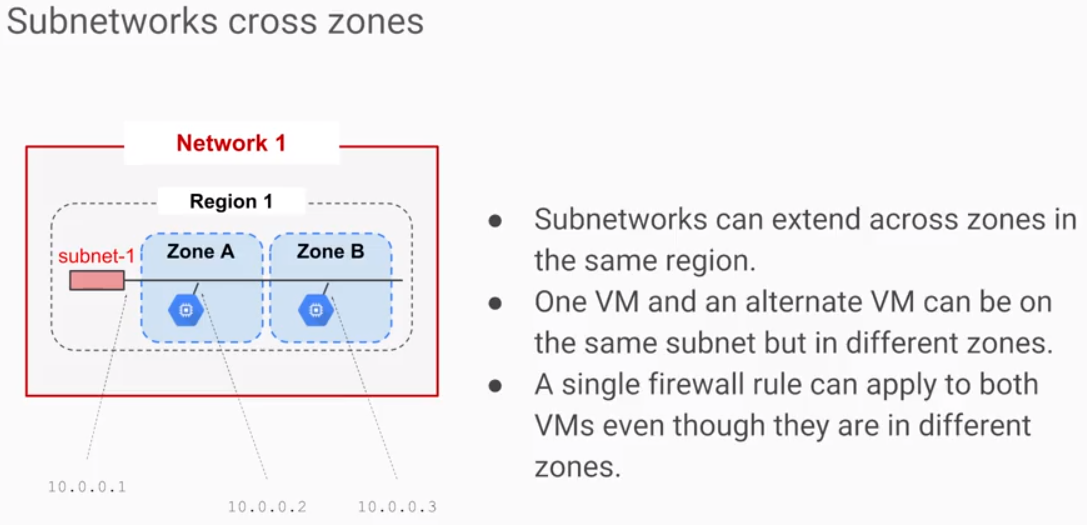 Subnetworks cross zones
Network 1
Region 1
subnet-1
Zone A
Zone B
10.0.0.1
10.0.0.2
10.0.0.3
● Subnetworks can extend across zones in
the same region.
● One VM and an alternate VM can be on
the same subnet but in different zones.
● A single firewall rule can apply to both
VMs even though they are in different
zones.